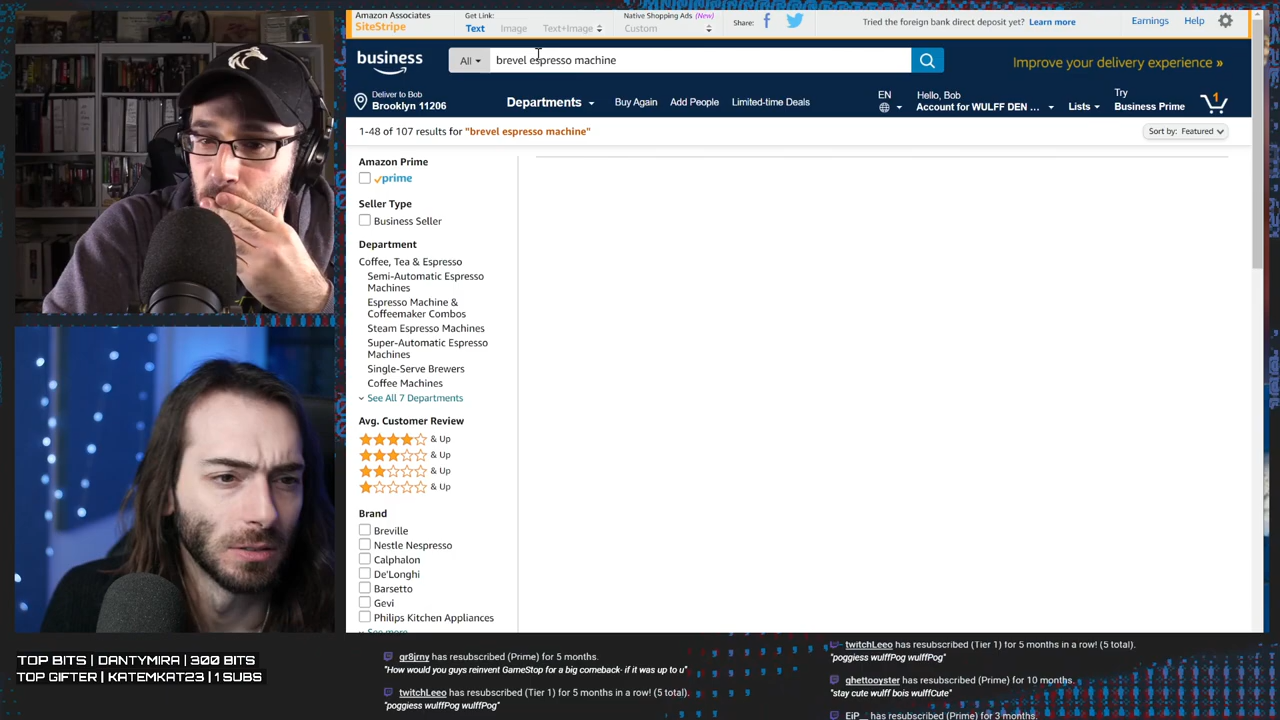 Amazon Associates
SiteStripe
Get Link:
Text Image Text+Image
Native Shopping Ads (New)
Custom
Share:
Tried the foreign bank direct deposit yet? Learn more
Earnings Help
business
All
brevel espresso machine
Improve your delivery experience »
Deliver to Bob
Brooklyn 11206
Departments
Buy Again Add People Limited-time Deals
EN
Hello, Bob
Account for WULFF DEN ...
Lists
Try
Business Prime
1
1-48 of 107 results for "brevel espresso machine"
Sort by: Featured
Amazon Prime
prime
Seller Type
Business Seller
Department
Coffee, Tea & Espresso
Semi-Automatic Espresso
Machines
Espresso Machine &
Coffeemaker Combos
Steam Espresso Machines
Super-Automatic Espresso
Machines
Single-Serve Brewers
Coffee Machines
See All 7 Departments
Avg. Customer Review
& Up
& Up
& Up
& Up
Brand
Breville
Nestle Nespresso
Calphalon
De'Longhi
Barsetto
Gevi
Philips Kitchen Appliances
See more
TOP BITS | DANTYMIRA | 300 BITS
TOP GIFTER | KATEMKAT23 | 1 SUBS
gr8jrny has resubscribed (Prime) for 5 months.
"How would you guys reinvent GameStop for a big comeback- if it was up to u"
twitchLeeo has resubscribed (Tier 1) for 5 months in a row! (5 total).
"poggiess wulffPog wulffPog"
twitchLeeo has resubscribed (Tier 1) for 5 months in a row! (5 total).
"poggiess wulffPog wulffPog"
ghettooyster has resubscribed (Prime) for 10 months.
"stay cute wulff bois wulffCute"
EiP__ has resubscribed (Prime) for 3 months.